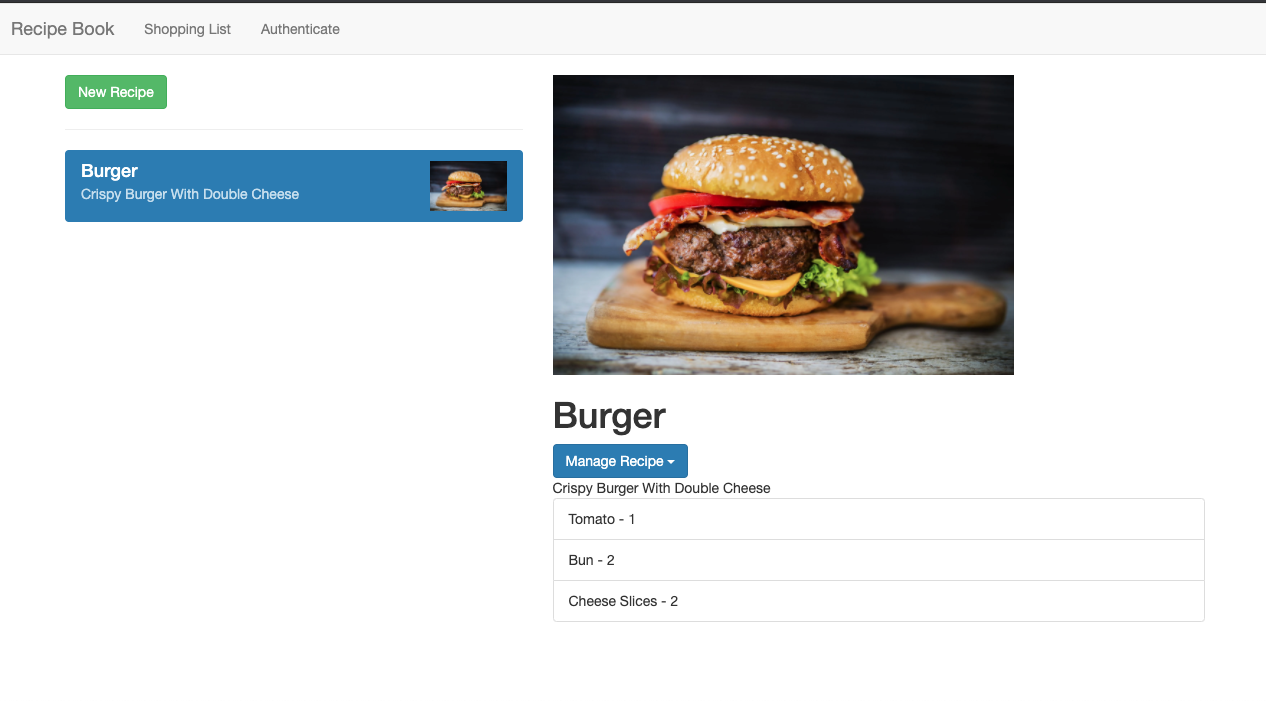 Recipe Book Shopping List Authenticate
New Recipe
Burger
Crispy Burger With Double Cheese
Burger
Manage Recipe
Crispy Burger With Double Cheese
Tomato - 1
Bun - 2
Cheese Slices - 2